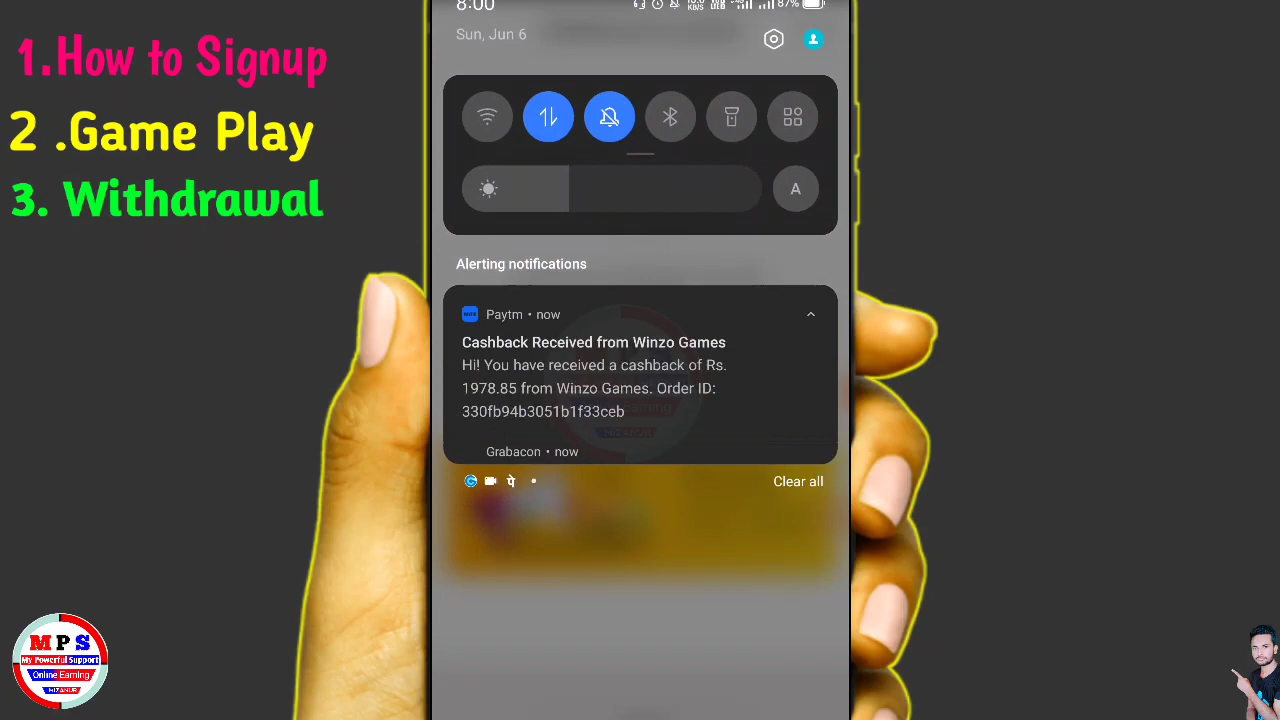 1.How to Signup
2 .Game Play
3. Withdrawal
8:00
87%
Sun, Jun 6
A
Alerting notifications
Paytm • now
Cashback Received from Winzo Games
Hi! You have received a cashback of Rs.
1978.85 from Winzo Games. Order ID:
330fb94b3051b1f33ceb
Grabacon • now
Clear all
M P S
My Powerful Support
Online Earning
MIZANUR